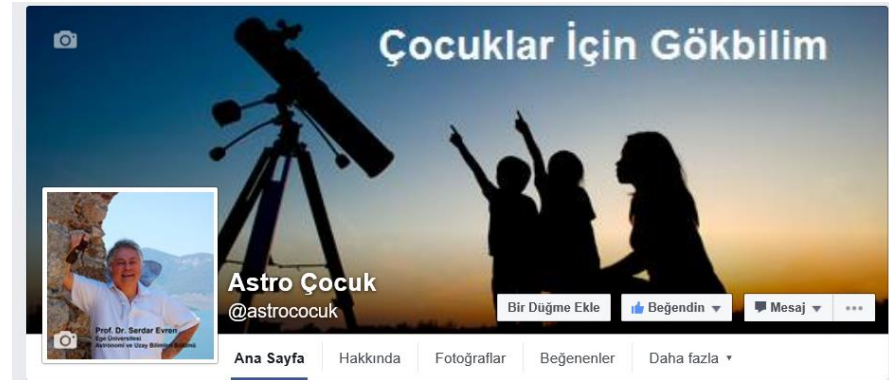 Çocuklar İçin Gökbilim
Prof. Dr. Serdar Evren
Ege Üniversitesi
Astronomi ve Uzay Bilimleri Bölümü
Astro Çocuk
@astrococuk
Bir Düğme Ekle
Beğendin
Mesaj
Ana Sayfa
Hakkında
Fotoğraflar
Beğenenler
Daha fazla